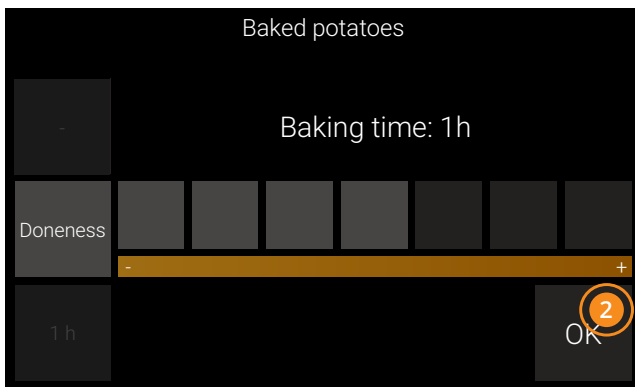 Baked potatoes
-
Baking time: 1h
Doneness
- +
1 h
OK
2